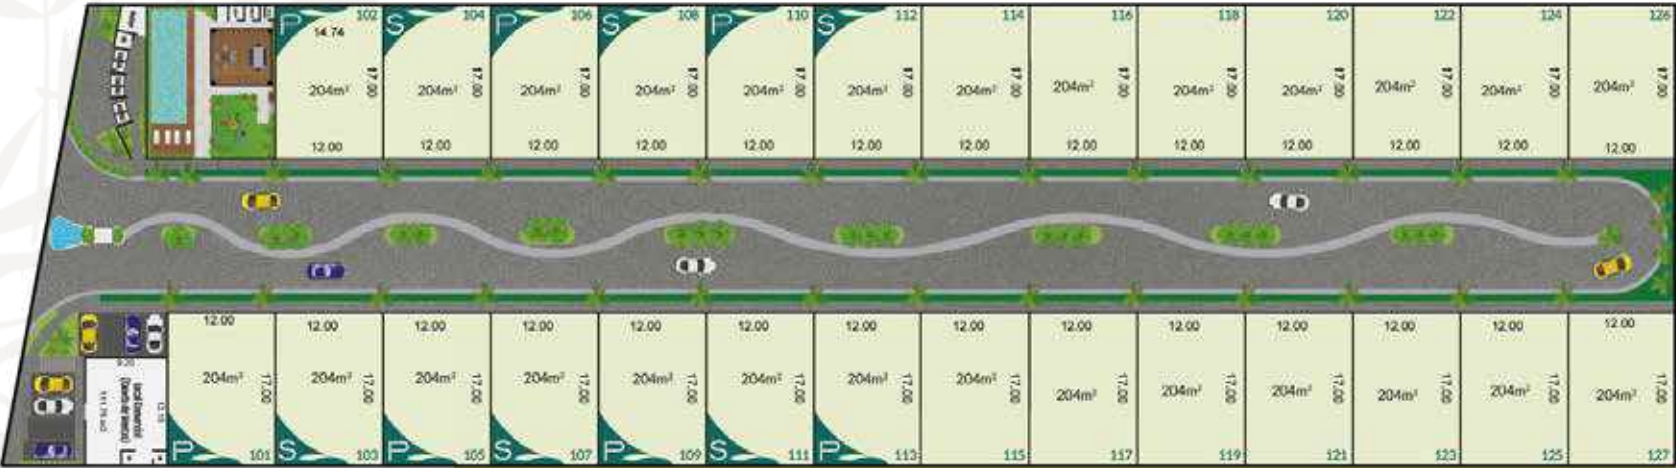 P 102 S 104 P 106 S 108 P 110 S 112 114 116 118 120 122 124 126
14.74
17.00 17.00 17.00 17.00 17.00 17.00 17.00 17.00 17.00 17.00 17.00 17.00 17.00
204m² 204m² 204m² 204m² 204m² 204m² 204m² 204m² 204m² 204m² 204m² 204m² 204m²
12.00 12.00 12.00 12.00 12.00 12.00 12.00 12.00 12.00 12.00 12.00 12.00 12.00
12.00 12.00 12.00 12.00 12.00 12.00 12.00 12.00 12.00 12.00 12.00 12.00 12.00 12.00
9.20
Local Comercial
204m² 204m² 204m² 204m² 204m² 204m² 204m² 204m² 204m² 204m² 204m² 204m² 204m² 204m²
17.00 17.00 17.00 17.00 17.00 17.00 17.00 17.00 17.00 17.00 17.00 17.00 17.00 17.00
P 101 S 103 P 105 S 107 P 109 S 111 P 113 115 117 119 121 123 125 127